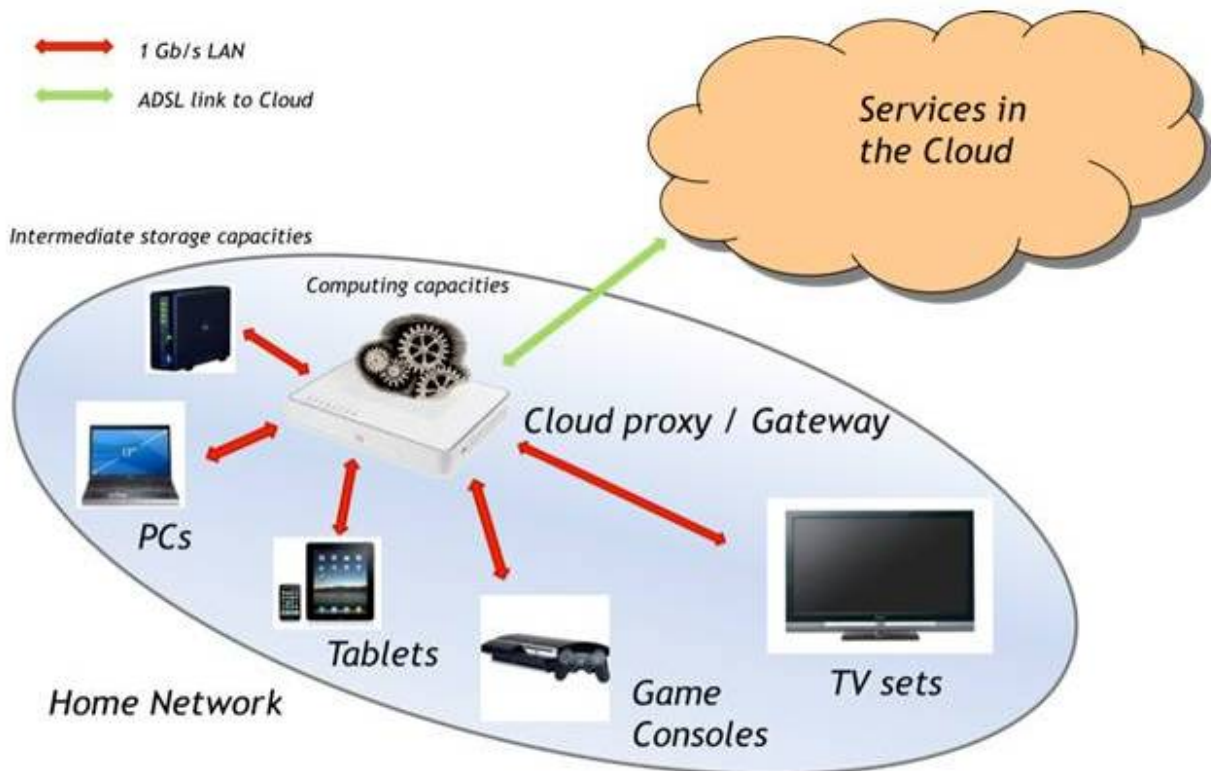 1 Gb/s LAN
ADSL link to Cloud
Services in
the Cloud
Intermediate storage capacities
Computing capacities
Cloud proxy / Gateway
PCs
Tablets
Game
Consoles
TV sets
Home Network